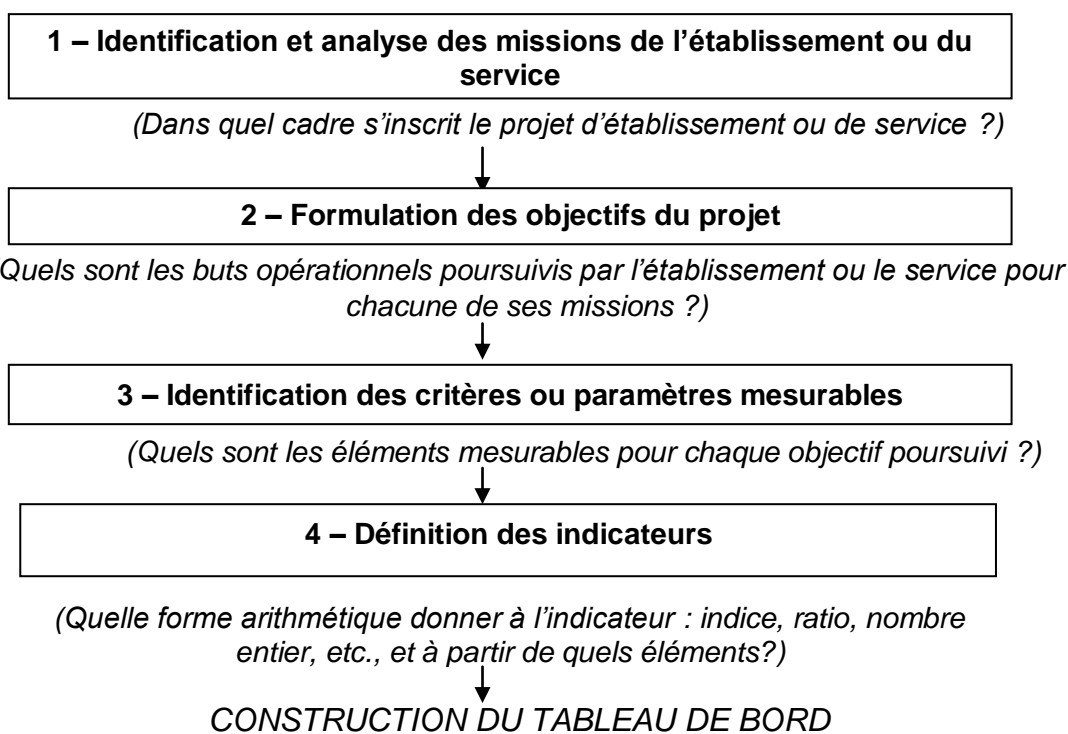 1 – Identification et analyse des missions de l’établissement ou du
service
(Dans quel cadre s’inscrit le projet d’établissement ou de service ?)
2 – Formulation des objectifs du projet
Quels sont les buts opérationnels poursuivis par l’établissement ou le service pour
chacune de ses missions ?)
3 – Identification des critères ou paramètres mesurables
(Quels sont les éléments mesurables pour chaque objectif poursuivi ?)
4 – Définition des indicateurs
(Quelle forme arithmétique donner à l’indicateur : indice, ratio, nombre
entier, etc., et à partir de quels éléments?)
CONSTRUCTION DU TABLEAU DE BORD